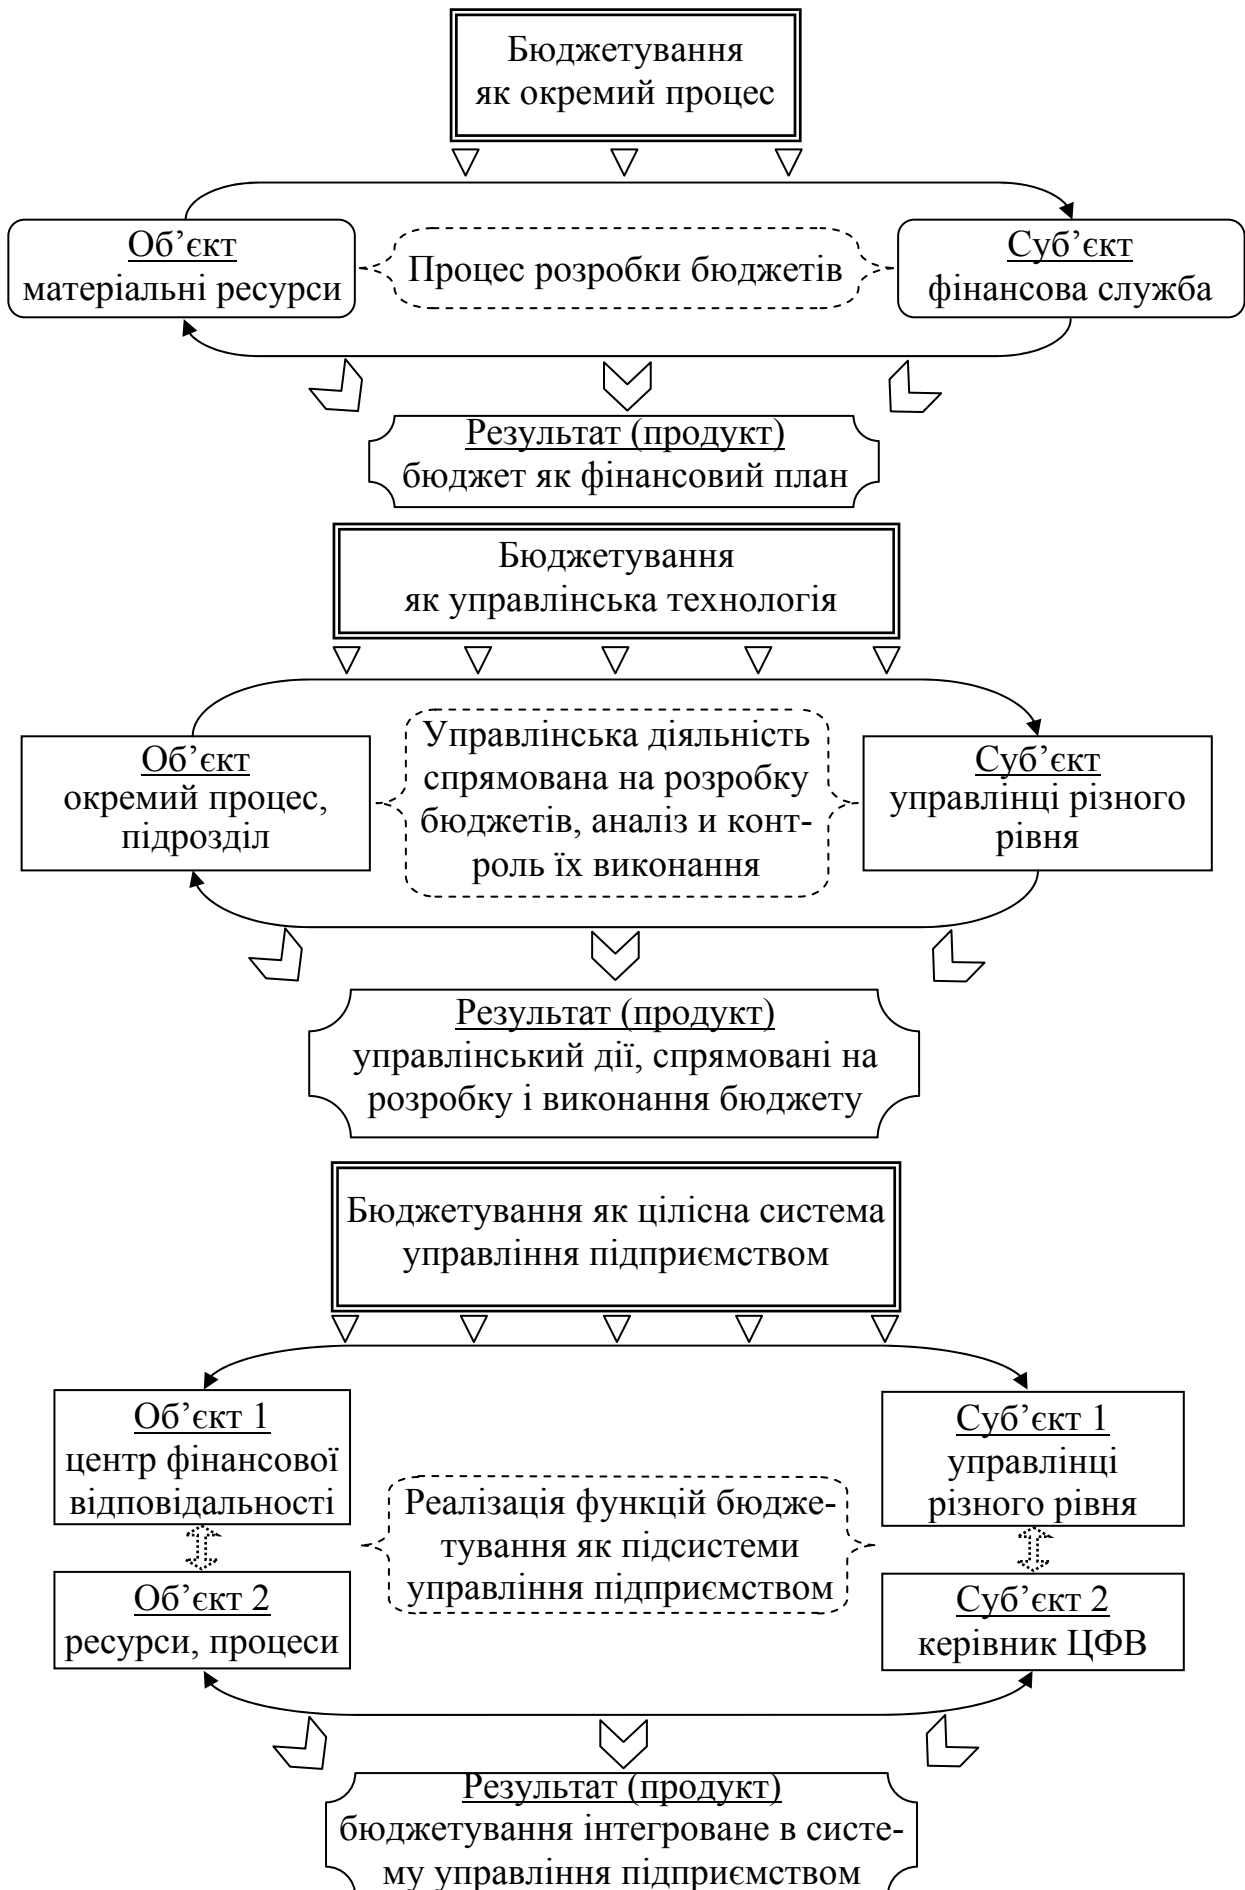 Бюджетування
як окремий процес
Об’єкт
матеріальні ресурси
Процес розробки бюджетів
Суб’єкт
фінансова служба
Результат (продукт)
бюджет як фінансовий план
Бюджетування
як управлінська технологія
Об’єкт
окремий процес,
підрозділ
Управлінська діяльність
спрямована на розробку
бюджетів, аналіз и конт-
роль їх виконання
Суб’єкт
управлінці різного
рівня
Результат (продукт)
управлінський дії, спрямовані на
розробку і виконання бюджету
Бюджетування як цілісна система
управління підприємством
Об’єкт 1
центр фінансової
відповідальності
Об’єкт 2
ресурси, процеси
Реалізація функцій бюдже-
тування як підсистеми
управління підприємством
Суб’єкт 1
управлінці
різного рівня
Суб’єкт 2
керівник ЦФВ
Результат (продукт)
бюджетування інтегроване в систе-
му управління підприємством